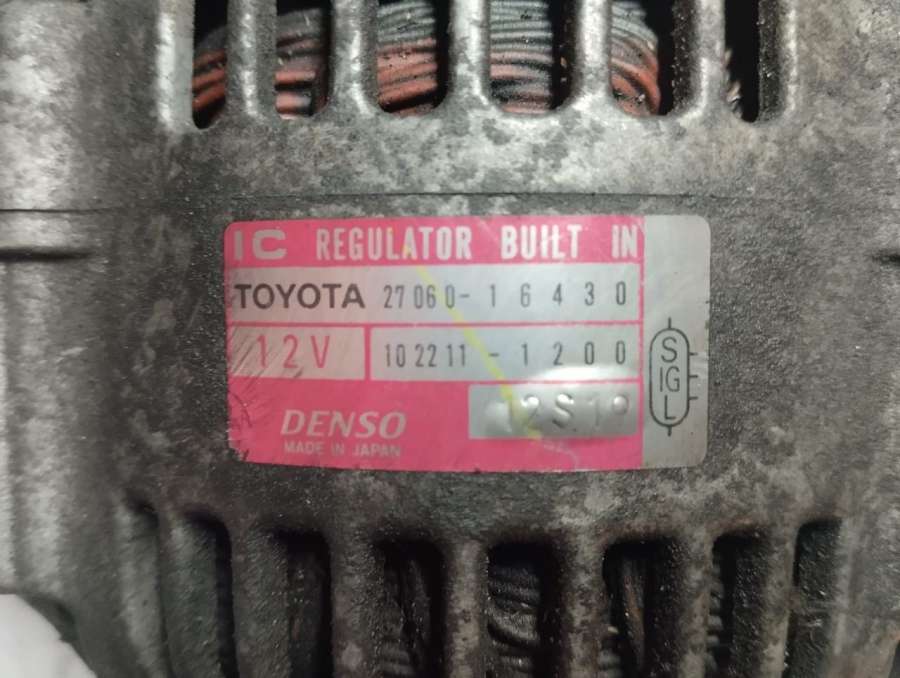 IC REGULATOR BUILT IN
TOYOTA 27060-16430
12V 102211-1200
DENSO
MADE IN JAPAN
S
IG
L